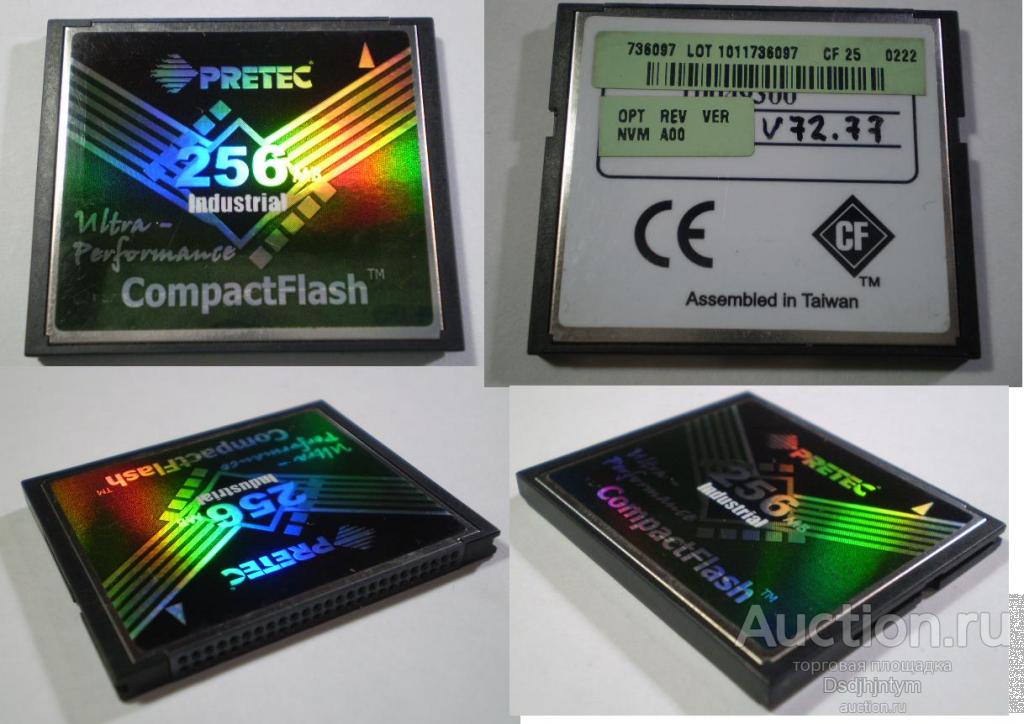 PRETEC
256MB
Industrial
Ultra -
Performance
CompactFlash™
736097 LOT 1011736097 CF 25 0222
OPT REV VER
NVM A00
V72.77
CE
CF
TM
Assembled in Taiwan
CompactFlash™
Ultra -
Performance
256MB
Industrial
PRETEC
PRETEC
256MB
Industrial
Ultra -
Performance
CompactFlash™
Auction.ru
торговая площадка
Dsdjhjntym
auction.ru